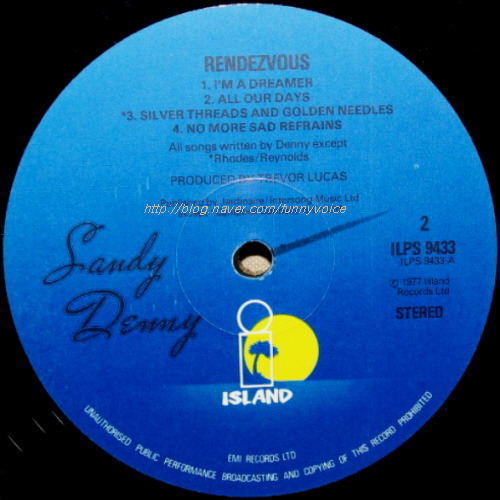 RENDEZVOUS
1. I'M A DREAMER
2. ALL OUR DAYS
*3. SILVER THREADS AND GOLDEN NEEDLES
4. NO MORE SAD REFRAINS
All songs written by Denny except
*Rhodes/Reynolds
PRODUCED BY TREVOR LUCAS
Intersong Music Ltd
http://blog.naver.com/funnyvoice
2
ILPS 9433
ILPS 9433-A
℗ 1977 Island
Records Ltd
STEREO
Sandy
Denny
i
ISLAND
EMI RECORDS LTD
UNAUTHORISED PUBLIC PERFORMANCE BROADCASTING AND COPYING OF THIS RECORD PROHIBITED